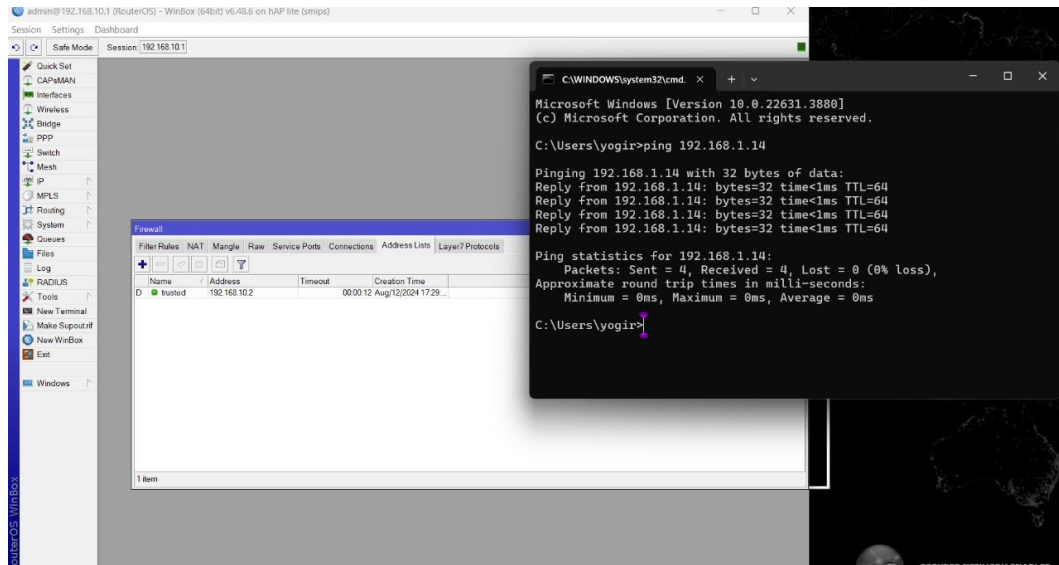 admin@192.168.10.1 (RouterOS) - WinBox (64bit) v6.48.6 on hAP lite (smips)
Session Settings Dashboard
Safe Mode Session: 192.168.10.1
Quick Set
CAPsMAN
Interfaces
Wireless
Bridge
PPP
Switch
Mesh
IP
MPLS
Routing
System
Queues
Files
Log
RADIUS
Tools
New Terminal
Make Supout.rif
New WinBox
Exit
Windows
RouterOS WinBox
Firewall
Filter Rules NAT Mangle Raw Service Ports Connections Address Lists Layer7 Protocols
Name Address Timeout Creation Time
D trusted 192.168.10.2 00:00:12 Aug/12/2024 17:29...
1 item
C:\WINDOWS\system32\cmd.
Microsoft Windows [Version 10.0.22631.3880]
(c) Microsoft Corporation. All rights reserved.
C:\Users\yogir>ping 192.168.1.14
Pinging 192.168.1.14 with 32 bytes of data:
Reply from 192.168.1.14: bytes=32 time<1ms TTL=64
Reply from 192.168.1.14: bytes=32 time<1ms TTL=64
Reply from 192.168.1.14: bytes=32 time<1ms TTL=64
Reply from 192.168.1.14: bytes=32 time<1ms TTL=64
Ping statistics for 192.168.1.14:
Packets: Sent = 4, Received = 4, Lost = 0 (0% loss),
Approximate round trip times in milli-seconds:
Minimum = 0ms, Maximum = 0ms, Average = 0ms
C:\Users\yogir>